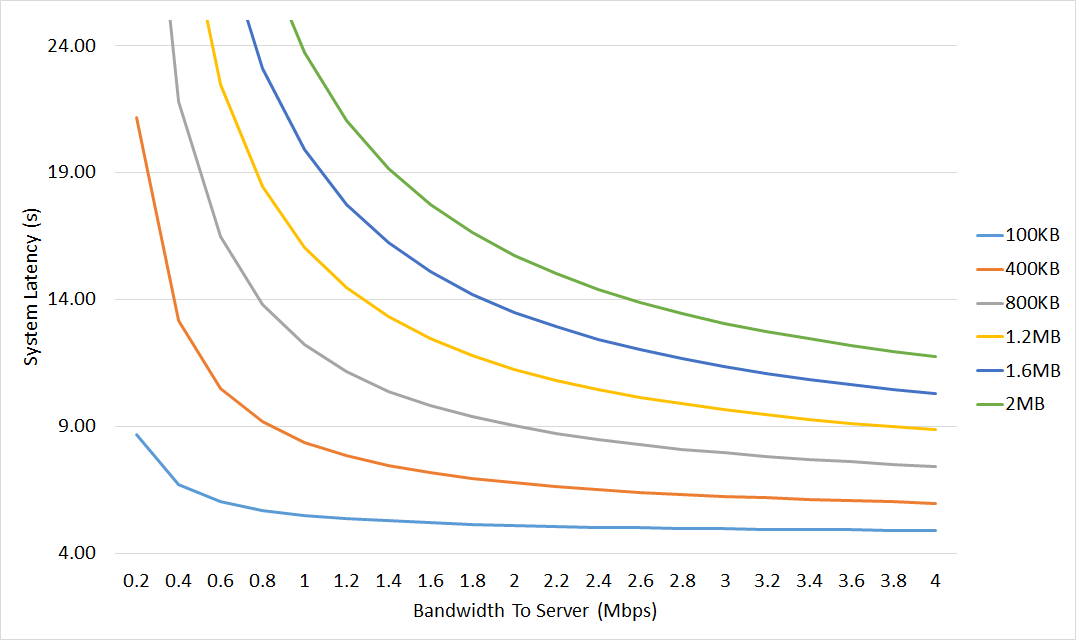 24.00
19.00
14.00
9.00
4.00
System Latency (s)
0.2 0.4 0.6 0.8 1 1.2 1.4 1.6 1.8 2 2.2 2.4 2.6 2.8 3 3.2 3.4 3.6 3.8 4
Bandwidth To Server (Mbps)
100KB
400KB
800KB
1.2MB
1.6MB
2MB